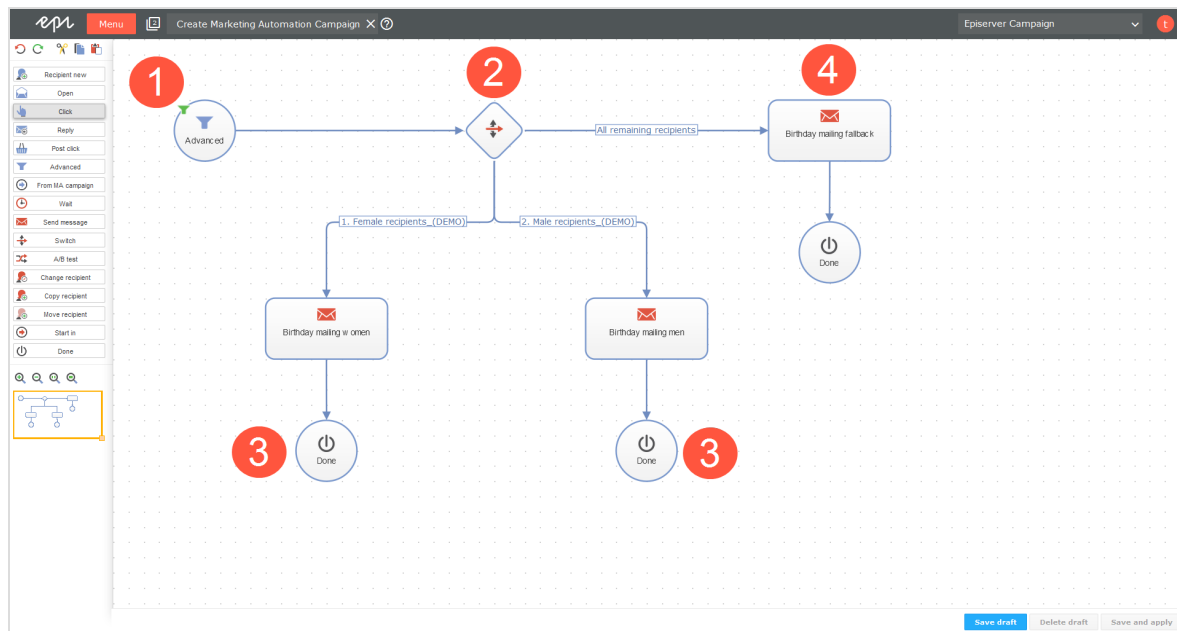 epi
Menu
2
Create Marketing Automation Campaign
Episerver Campaign
t
Recipient new
Open
Click
Reply
Post click
Advanced
From MA campaign
Wait
Send message
Switch
A/B test
Change recipient
Copy recipient
Move recipient
Start in
Done
1
Advanced
2
All remaining recipients
4
Birthday mailing fallback
Done
1. Female recipients_(DEMO)
2. Male recipients_(DEMO)
Birthday mailing w omen
Birthday mailing men
3
Done
Done
3
Save draft
Delete draft
Save and apply